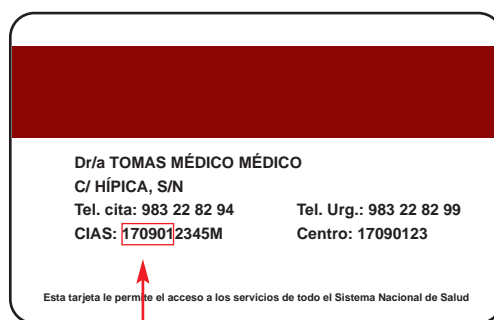 Dr/a TOMAS MÉDICO MÉDICO
C/ HÍPICA, S/N
Tel. cita: 983 22 82 94 Tel. Urg.: 983 22 82 99
CIAS: 1709012345M Centro: 17090123
Esta tarjeta le permite el acceso a los servicios de todo el Sistema Nacional de Salud